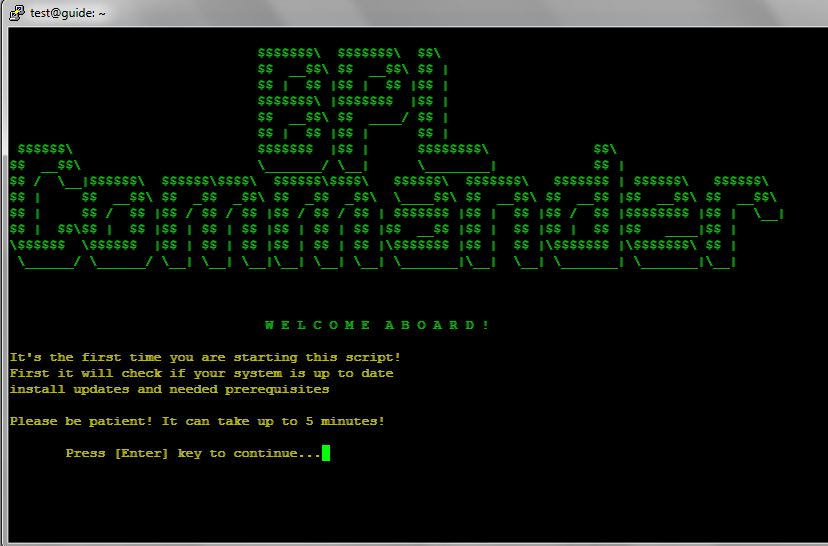 test@guide: ~
BPL
Commander
W E L C O M E  A B O A R D !
It's the first time you are starting this script!
First it will check if your system is up to date
install updates and needed prerequisites
Please be patient! It can take up to 5 minutes!
Press [Enter] key to continue...